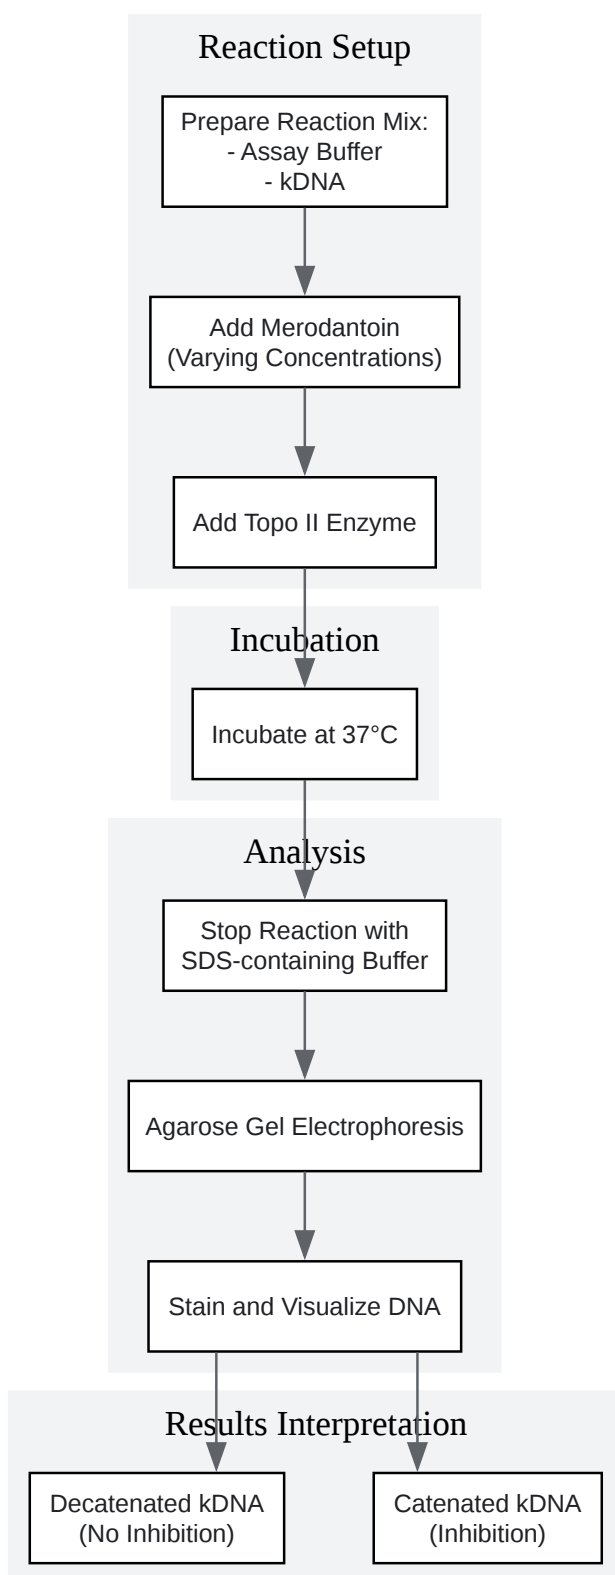 Reaction Setup
Prepare Reaction Mix:
- Assay Buffer
- kDNA
Add Merodantoin
(Varying Concentrations)
Add Topo II Enzyme
Incubation
Incubate at 37°C
Analysis
Stop Reaction with
SDS-containing Buffer
Agarose Gel Electrophoresis
Stain and Visualize DNA
Results Interpretation
Decatenated kDNA
(No Inhibition)
Catenated kDNA
(Inhibition)